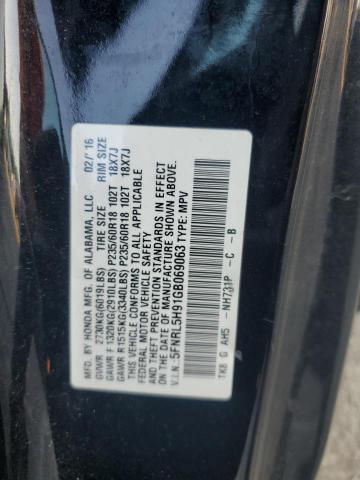 MFD. BY HONDA MFG. OF ALABAMA, LLC 02/ 16
GVWR 2730KG(6019LBS) TIRE SIZE RIM SIZE
GAWR F 1320KG(2910LBS) P235/60R18 102T 18X7J
GAWR R 1515KG(3340LBS) P235/60R18 102T 18X7J
THIS VEHICLE CONFORMS TO ALL APPLICABLE
FEDERAL MOTOR VEHICLE SAFETY
AND THEFT PREVENTION STANDARDS IN EFFECT
ON THE DATE OF MANUFACTURE SHOWN ABOVE.
V.I.N.:5FNRL5H91GB069063 TYPE: MPV
TK8 G AH5 -NH731P -C -B